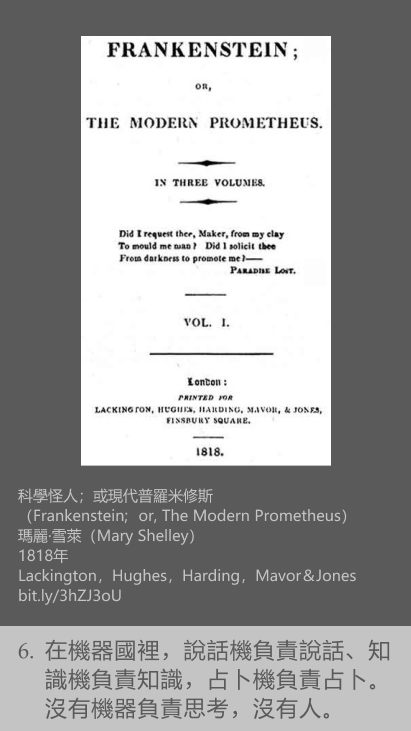 FRANKENSTEIN;
OR,
THE MODERN PROMETHEUS.
IN THREE VOLUMES.
Did I request thee, Maker, from my clay
To mould me man? Did I solicit thee
From darkness to promote me?——
PARADISE LOST.
VOL. I.
London:
PRINTED FOR
LACKINGTON, HUGHES, HARDING, MAVOR, & JONES,
FINSBURY SQUARE.
1818.
科學怪人；或現代普羅米修斯
（Frankenstein；or, The Modern Prometheus）
瑪麗·雪萊（Mary Shelley）
1818年
Lackington，Hughes，Harding，Mavor＆Jones
bit.ly/3hZJ3oU
6. 在機器國裡，說話機負責說話、知
識機負責知識，占卜機負責占卜。
沒有機器負責思考，沒有人。